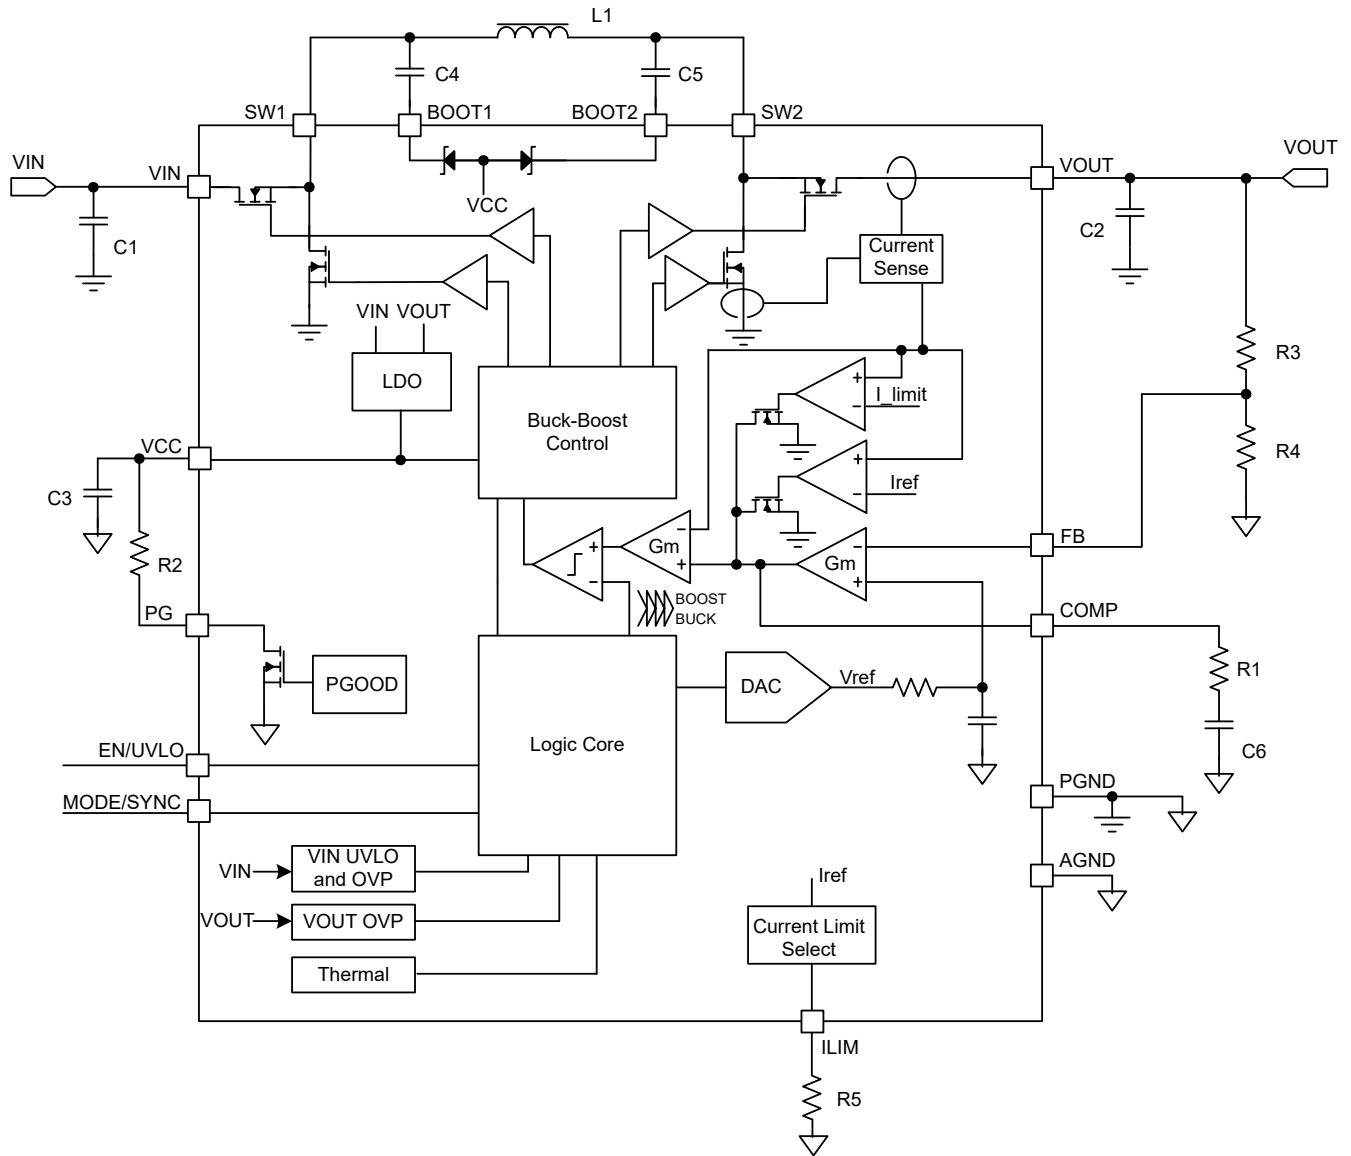 L1
C4
C5
SW1
BOOT1
BOOT2
SW2
VIN
VIN
VOUT
VOUT
VCC
C1
C2
Current
Sense
VIN VOUT
LDO
R3
+
I_limit
−
Buck-Boost
Control
VCC
R4
+
Iref
−
C3
−
Gm
+
+
−
−
Gm
+
FB
R2
BOOST
BUCK
PG
COMP
PGOOD
DAC
Vref
R1
Logic Core
EN/UVLO
C6
PGND
MODE/SYNC
VIN
VIN UVLO
and OVP
AGND
Iref
VOUT
VOUT OVP
Current Limit
Select
Thermal
ILIM
R5